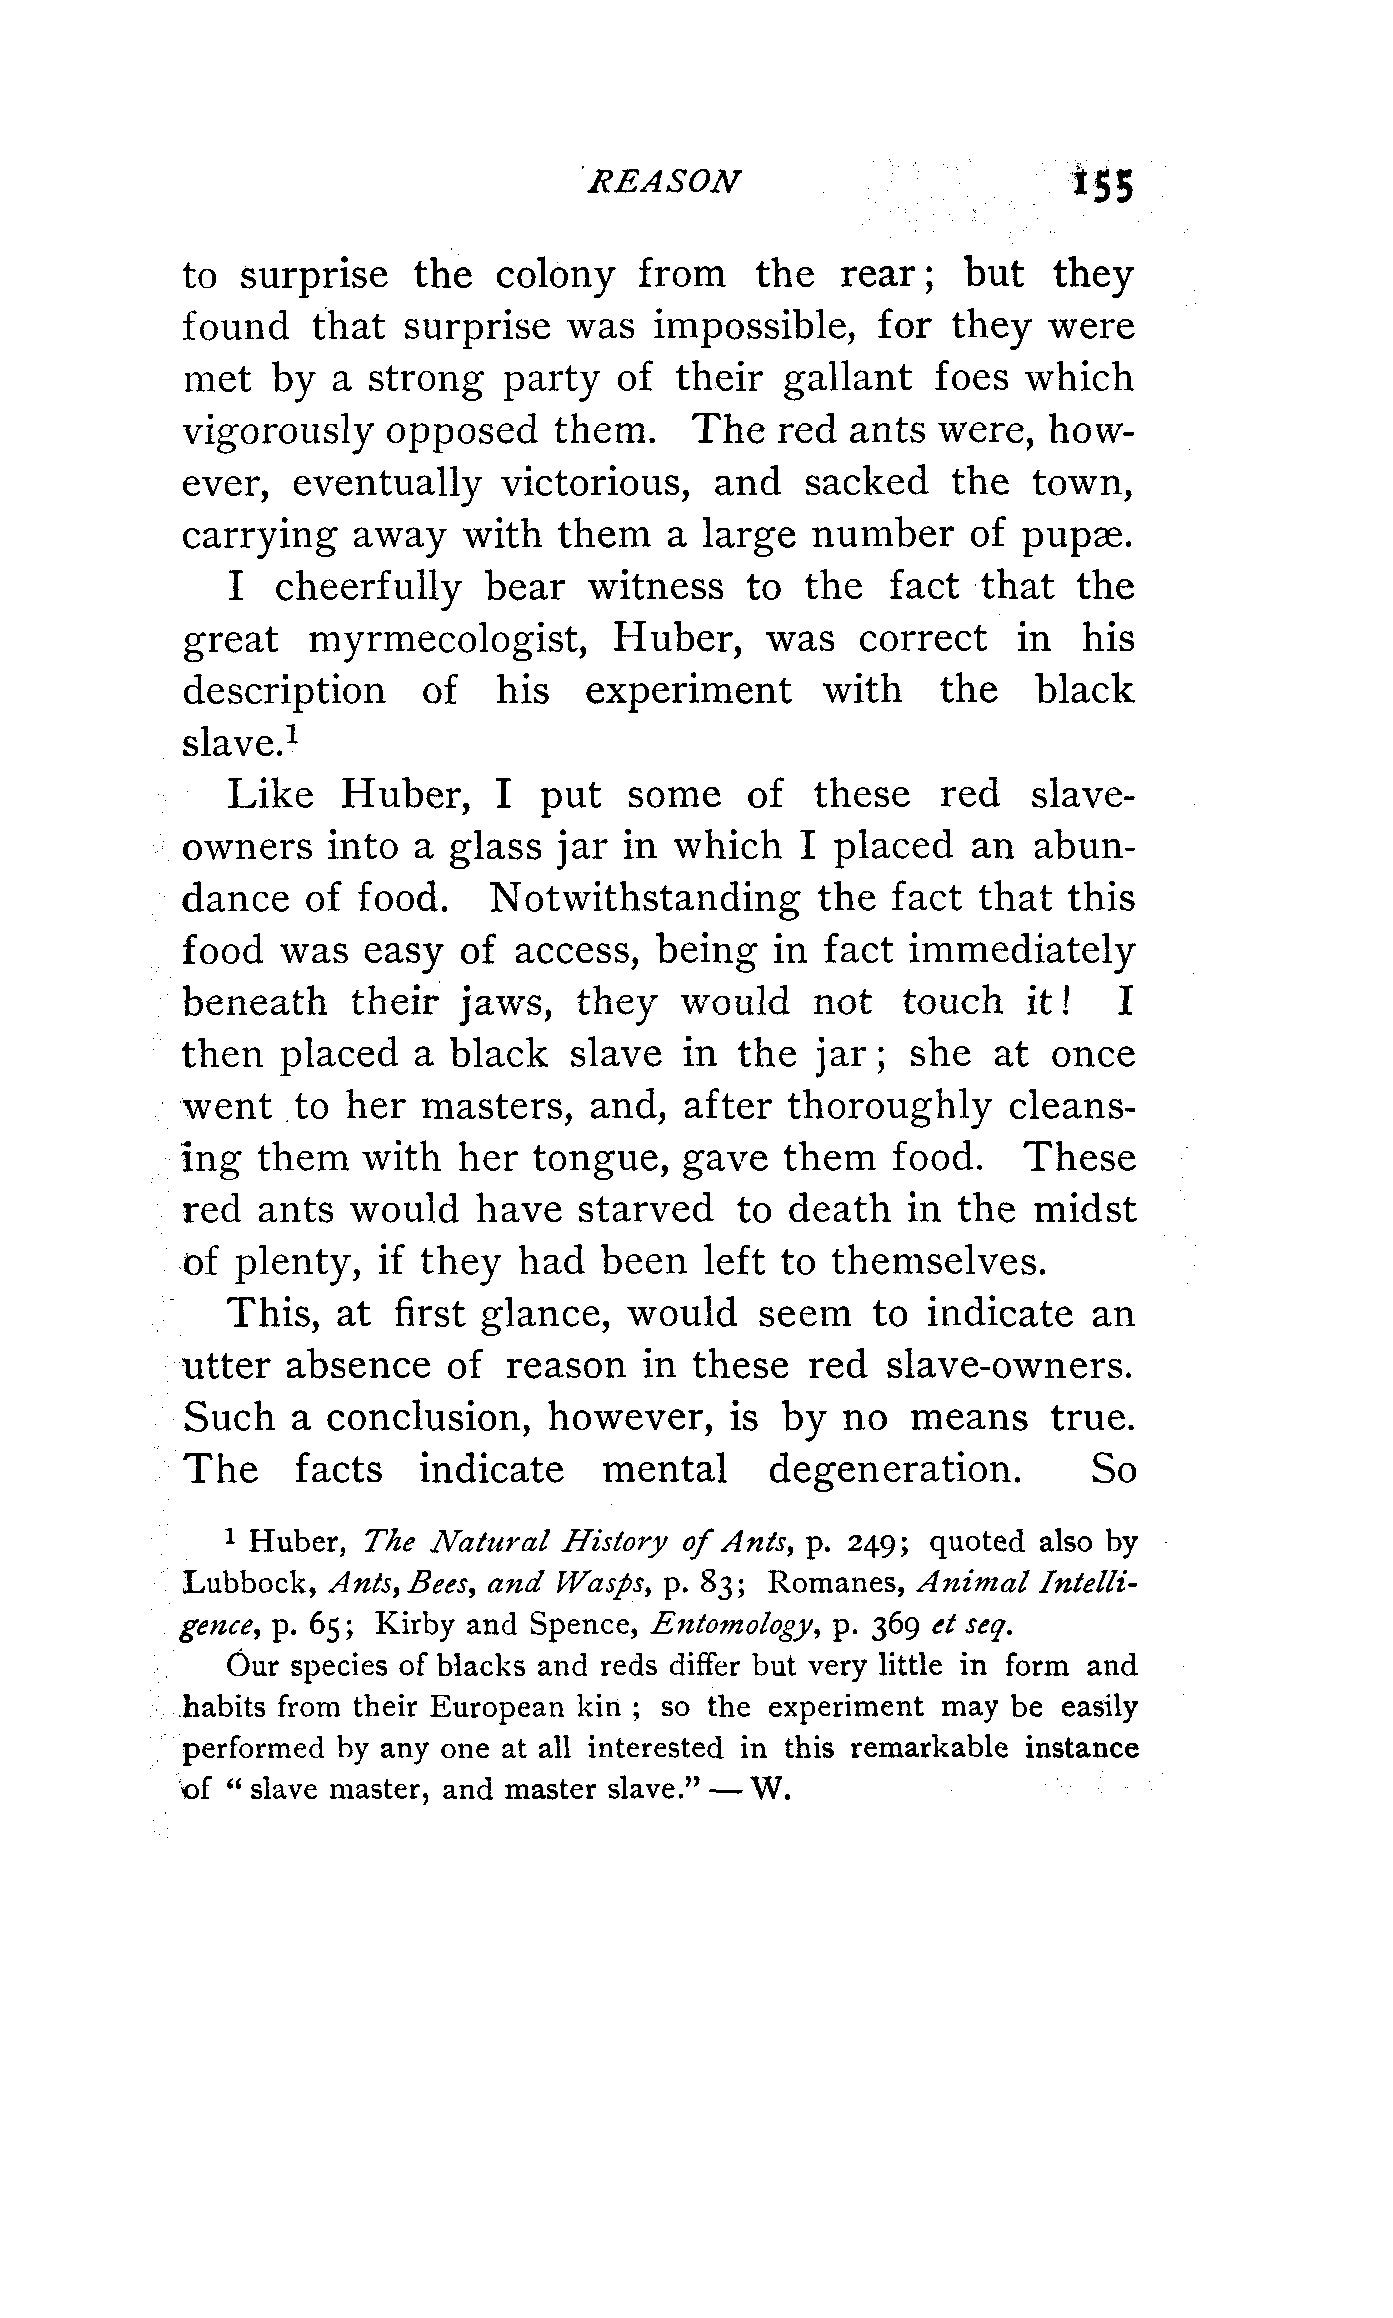 REASON 155
to surprise the colony from the rear; but they
found that surprise was impossible, for they were
met by a strong party of their gallant foes which
vigorously opposed them. The red ants were, how-
ever, eventually victorious, and sacked the town,
carrying away with them a large number of pupæ.
I cheerfully bear witness to the fact that the
great myrmecologist, Huber, was correct in his
description of his experiment with the black
slave.¹
Like Huber, I put some of these red slave-
owners into a glass jar in which I placed an abun-
dance of food. Notwithstanding the fact that this
food was easy of access, being in fact immediately
beneath their jaws, they would not touch it! I
then placed a black slave in the jar; she at once
went to her masters, and, after thoroughly cleans-
ing them with her tongue, gave them food. These
red ants would have starved to death in the midst
of plenty, if they had been left to themselves.
This, at first glance, would seem to indicate an
utter absence of reason in these red slave-owners.
Such a conclusion, however, is by no means true.
The facts indicate mental degeneration. So
¹ Huber, The Natural History of Ants, p. 249; quoted also by
Lubbock, Ants, Bees, and Wasps, p. 83; Romanes, Animal Intelli-
gence, p. 65; Kirby and Spence, Entomology, p. 369 et seq.
Our species of blacks and reds differ but very little in form and
habits from their European kin; so the experiment may be easily
performed by any one at all interested in this remarkable instance
of "slave master, and master slave." — W.